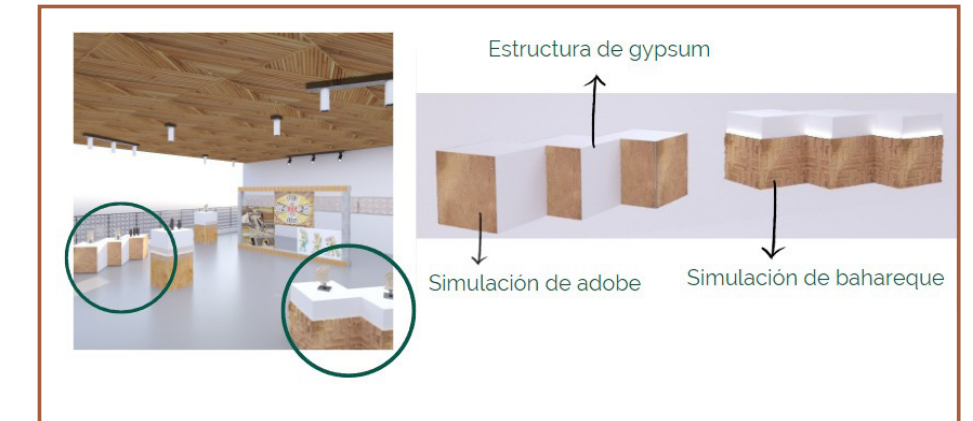 Estructura de gypsum
Simulación de adobe
Simulación de bahareque